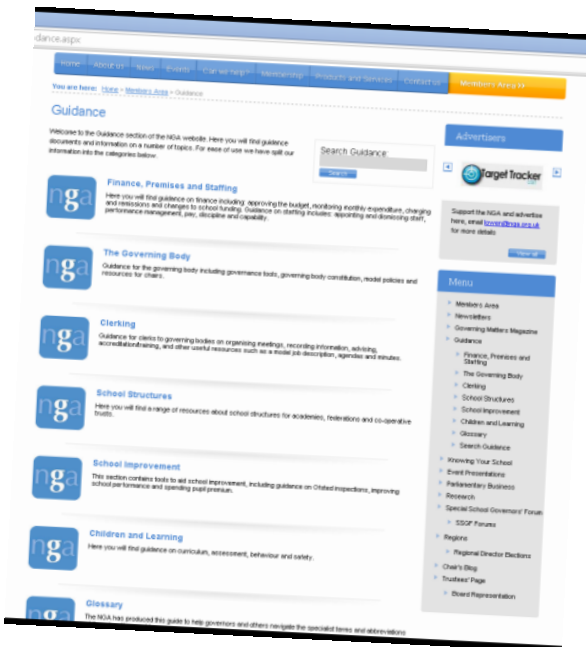 dance.aspx
Home About us News Events Can we help? Membership Products and Services Contact us Members Area >>
You are here: Home > Members Area > Guidance
Guidance
Welcome to the Guidance section of the NGA website. Here you will find guidance
documents and information on a number of topics. For ease of use we have split our
information into the categories below.
Search Guidance:
Search
nga
Finance, Premises and Staffing
Here you will find guidance on finance including: approving the budget, monitoring monthly expenditure, charging
and remissions and changes to school funding. Guidance on staffing includes: appointing and dismissing staff,
performance management, pay, discipline and capability.
nga
The Governing Body
Guidance for the governing body including governance tools, governing body constitution, model policies and
resources for chairs.
nga
Clerking
Guidance for clerks to governing bodies on organising meetings, recording information, advising,
accreditation/training, and other useful resources such as a model job description, agendas and minutes.
nga
School Structures
Here you will find a range of resources about school structures for academies, federations and co-operative
trusts.
nga
School Improvement
This section contains tools to aid school improvement, including guidance on Ofsted inspections, improving
school performance and spending pupil premium.
nga
Children and Learning
Here you will find guidance on curriculum, assessment, behaviour and safety.
nga
Glossary
The NGA has produced this guide to help governors and others navigate the specialist terms and abbreviations
Advertisers
Target Tracker
Support the NGA and advertise
here, email
for more details
View all
Menu
Members Area
Newsletters
Governing Matters Magazine
Guidance
Finance, Premises and
Staffing
The Governing Body
Clerking
School Structures
School Improvement
Children and Learning
Glossary
Search Guidance
Knowing Your School
Event Presentations
Parliamentary Business
Research
Special School Governors' Forum
SSGF Forums
Regions
Regional Director Elections
Chair's Blog
Trustees' Page
Board Representation